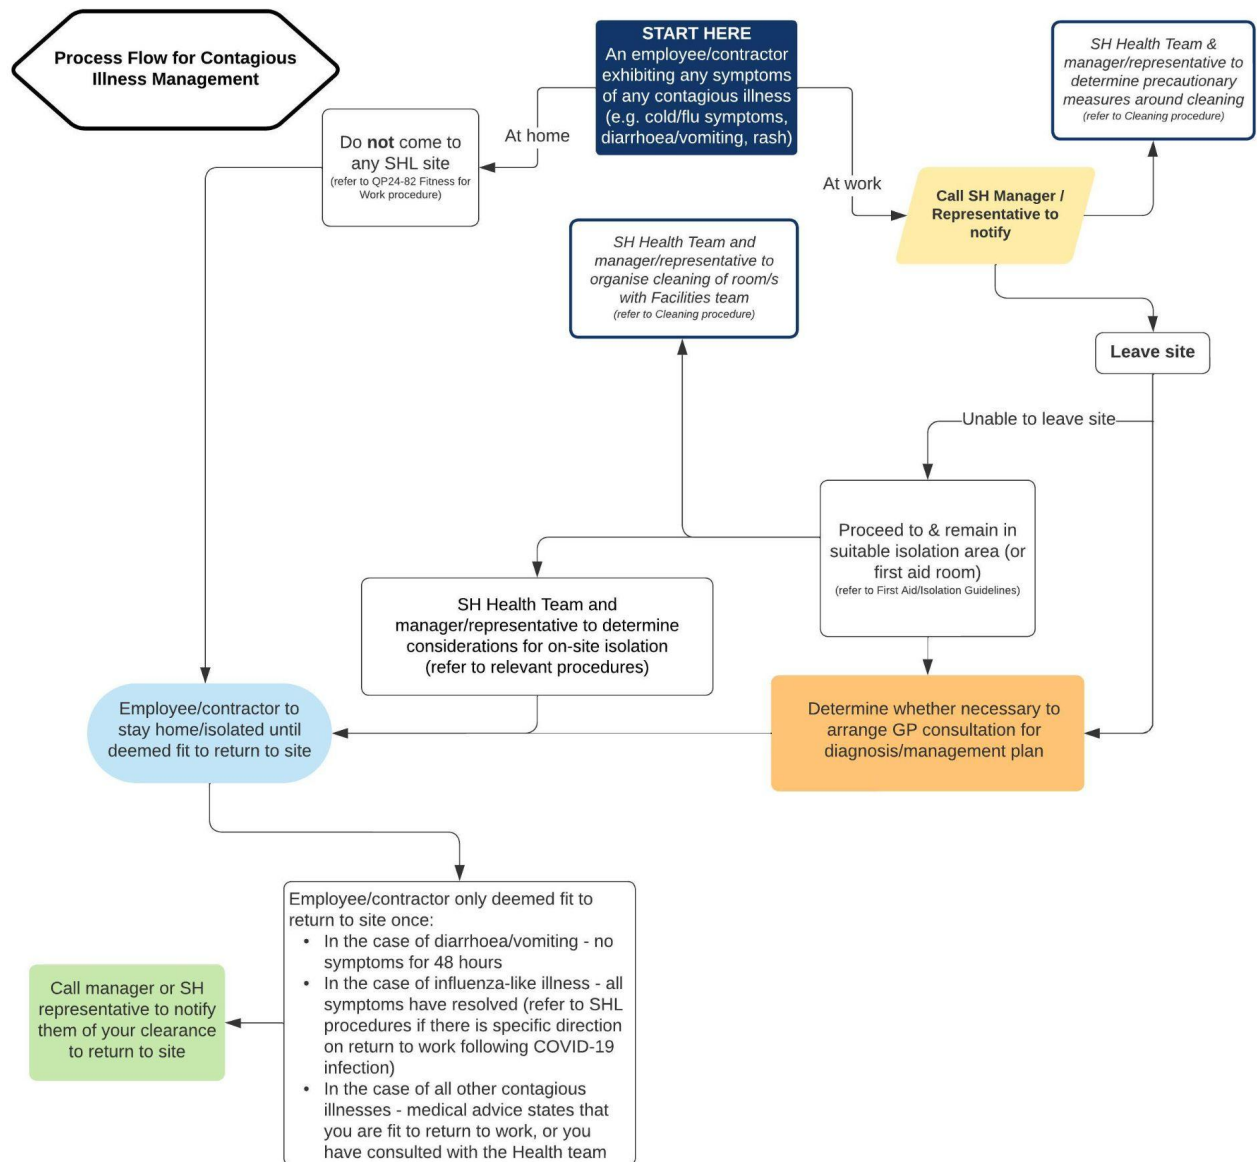 Process Flow for Contagious
Illness Management
START HERE
An employee/contractor
exhibiting any symptoms
of any contagious illness
(e.g. cold/flu symptoms,
diarrhoea/vomiting, rash)
SH Health Team &
manager/representative to
determine precautionary
measures around cleaning
(refer to Cleaning procedure)
At home
Do not come to
any SHL site
(refer to QP24-82 Fitness for
Work procedure)
At work
Call SH Manager /
Representative to
notify
SH Health Team and
manager/representative to
organise cleaning of room/s
with Facilities team
(refer to Cleaning procedure)
Leave site
Unable to leave site
Proceed to & remain in
suitable isolation area (or
first aid room)
(refer to First Aid/Isolation Guidelines)
SH Health Team and
manager/representative to determine
considerations for on-site isolation
(refer to relevant procedures)
Employee/contractor to
stay home/isolated until
deemed fit to return to site
Determine whether necessary to
arrange GP consultation for
diagnosis/management plan
Employee/contractor only deemed fit to
return to site once:
• In the case of diarrhoea/vomiting - no
symptoms for 48 hours
• In the case of influenza-like illness - all
symptoms have resolved (refer to SHL
procedures if there is specific direction
on return to work following COVID-19
infection)
• In the case of all other contagious
illnesses - medical advice states that
you are fit to return to work, or you
have consulted with the Health team
Call manager or SH
representative to notify
them of your clearance
to return to site